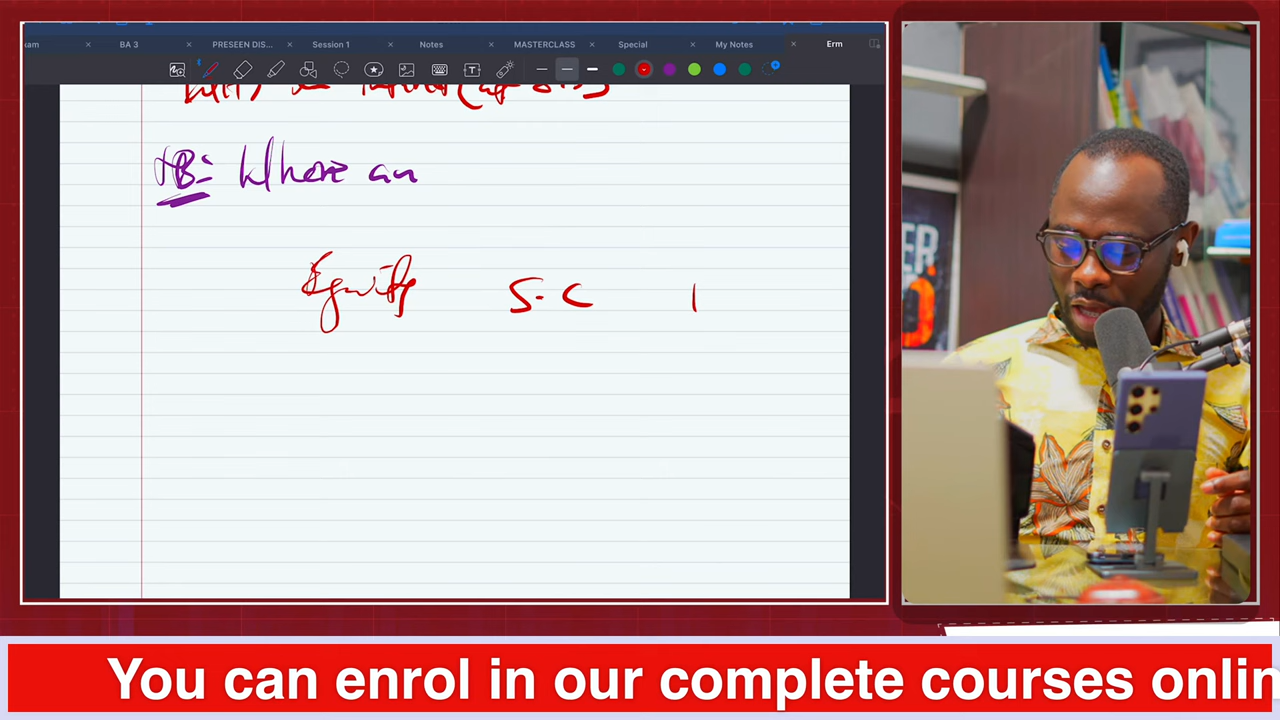 am BA 3 PRESEEN DIS... Session 1 Notes MASTERCLASS Special My Notes Erm
T
NB: Where an
Equity S.C |
You can enrol in our complete courses onlin